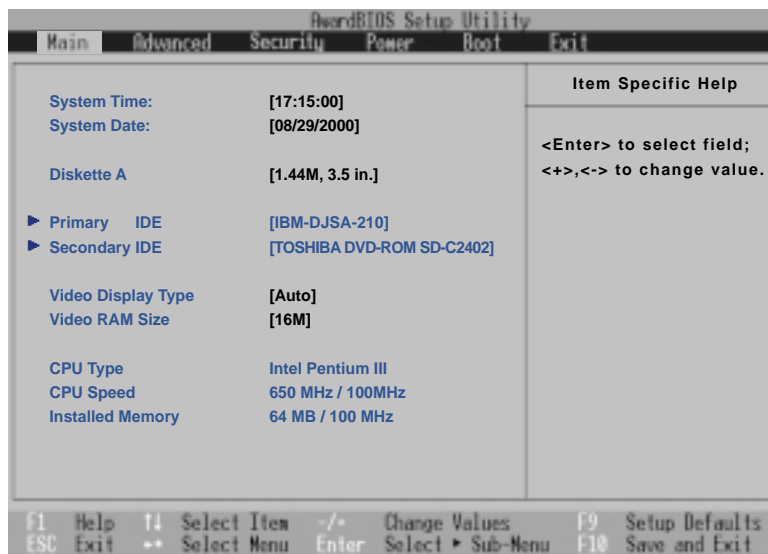 AwardBIOS Setup Utility
Main Advanced Security Power Boot Exit
Item Specific Help
System Time: [17:15:00]
System Date: [08/29/2000]
<Enter> to select field;
<+>,<-> to change value.
Diskette A [1.44M, 3.5 in.]
Primary IDE [IBM-DJSA-210]
Secondary IDE [TOSHIBA DVD-ROM SD-C2402]
Video Display Type [Auto]
Video RAM Size [16M]
CPU Type Intel Pentium III
CPU Speed 650 MHz / 100MHz
Installed Memory 64 MB / 100 MHz
F1 Help ↑↓ Select Item -/+ Change Values F9 Setup Defaults
ESC Exit ←→ Select Menu Enter Select ► Sub-Menu F10 Save and Exit